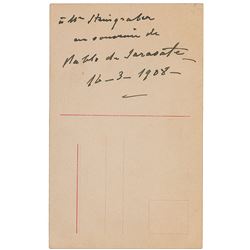 à Mr Steingraber
en souvenir de
Pablo de Sarasate
16-3-1908-